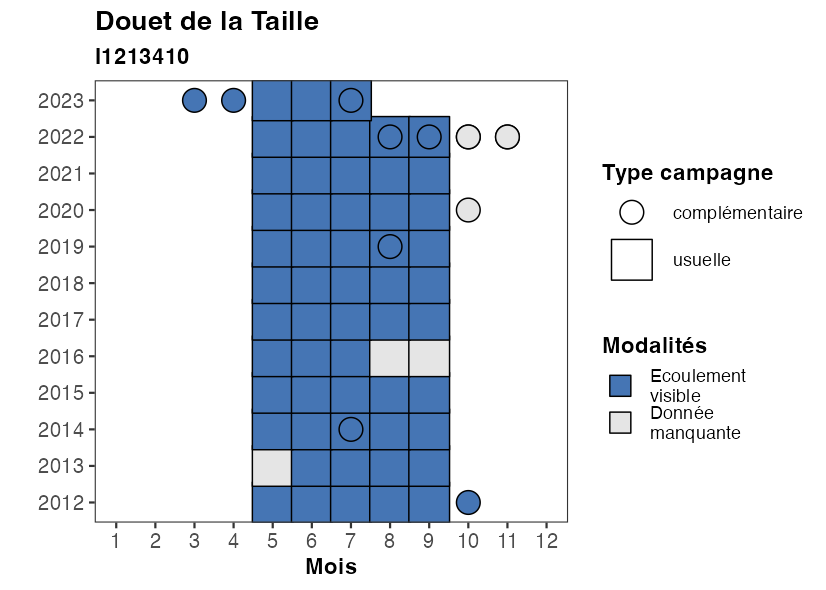 Douet de la Taille
I1213410
2023
2022
2021
2020
2019
2018
2017
2016
2015
2014
2013
2012
1 2 3 4 5 6 7 8 9 10 11 12
Mois
Type campagne
complémentaire
usuelle
Modalités
Ecoulement
visible
Donnée
manquante